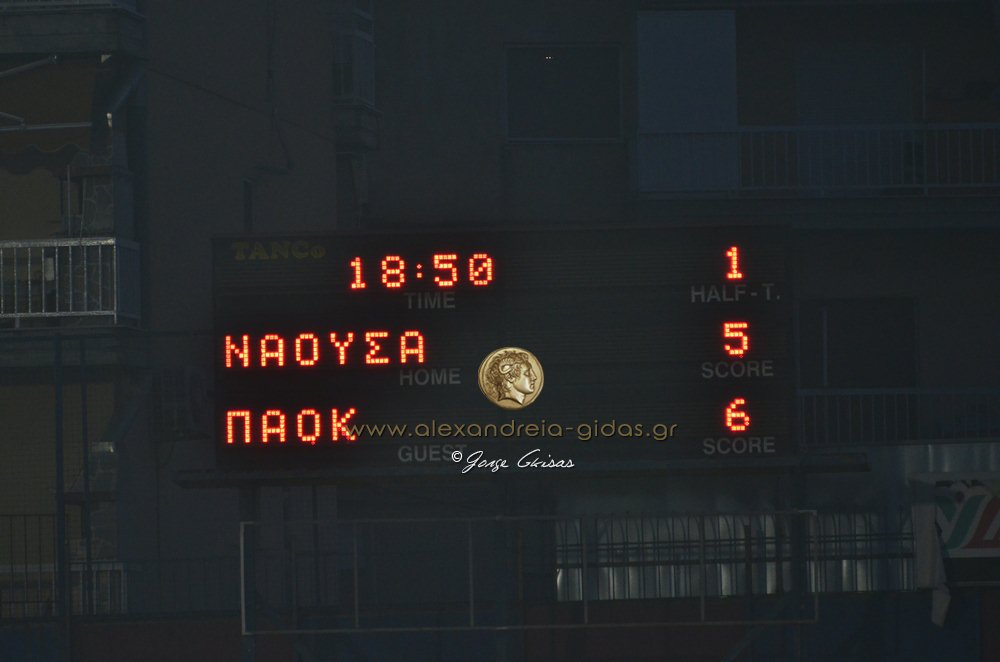 TANCo
18:50 1
TIME HALF-T.
ΝΑΟΥΣΑ 5
HOME SCORE
ΠΑΟΚ 6
www.alexandreia-gidas.gr
GUEST SCORE